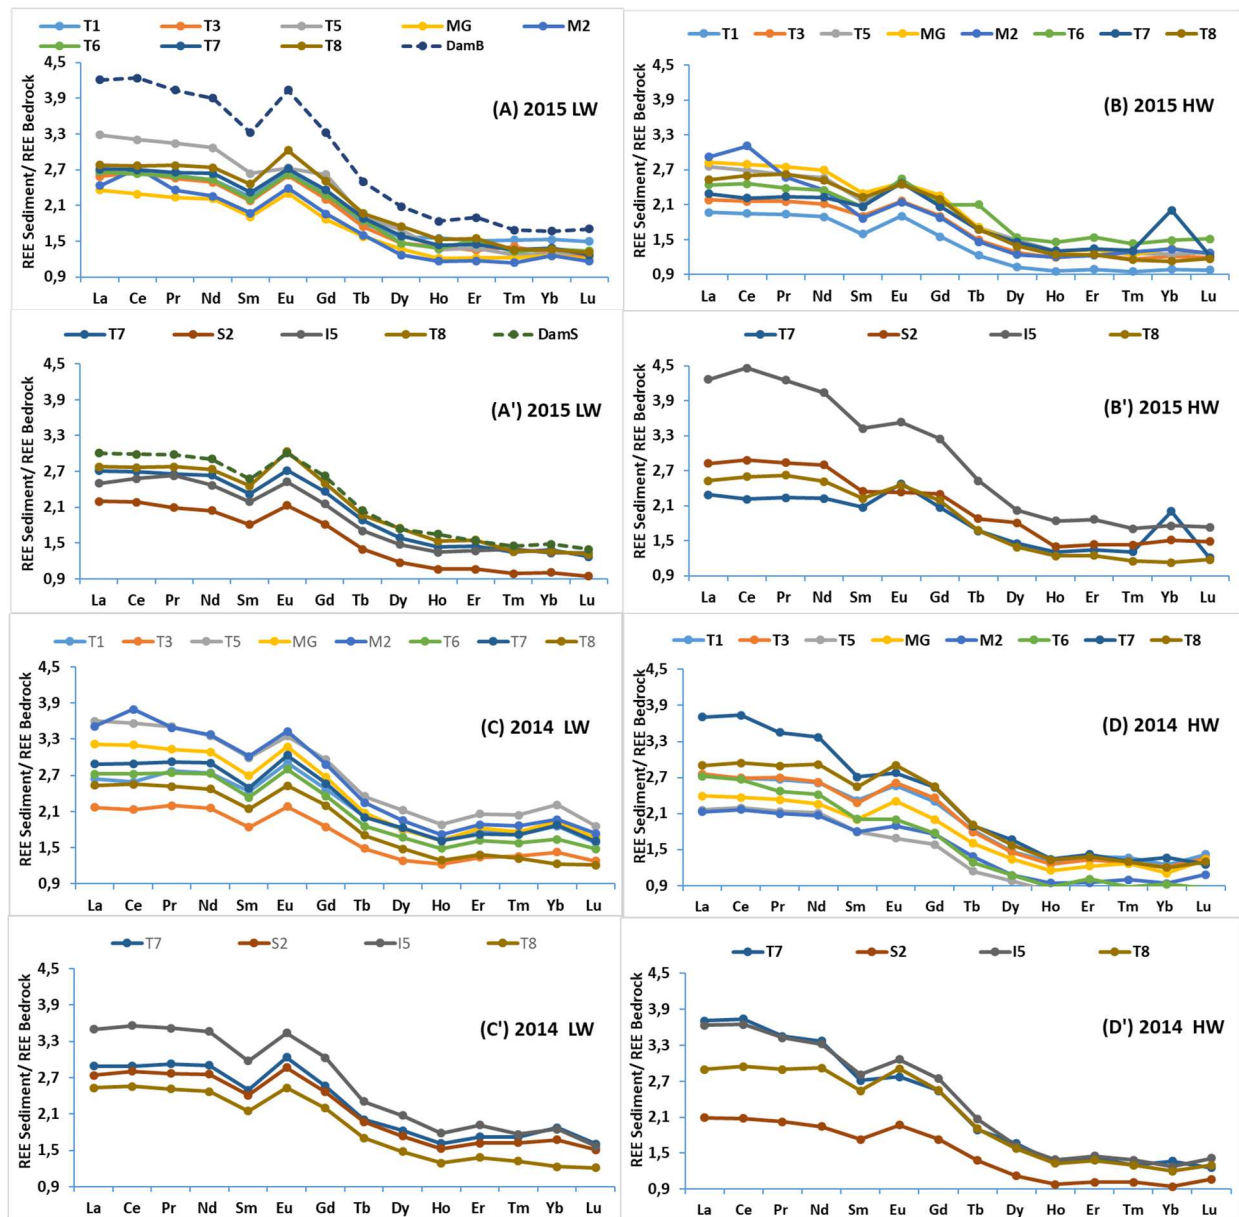 T1 T3 T5 MG M2
T6 T7 T8 DamB
4,5
3,9
3,3
2,7
2,1
1,5
0,9
REE Sediment/ REE Bedrock
(A) 2015 LW
La Ce Pr Nd Sm Eu Gd Tb Dy Ho Er Tm Yb Lu
T1 T3 T5 MG M2 T6 T7 T8
4,5
3,9
3,3
2,7
2,1
1,5
0,9
REE Sediment/ REE Bedrock
(B) 2015 HW
La Ce Pr Nd Sm Eu Gd Tb Dy Ho Er Tm Yb Lu
T7 S2 I5 T8 DamS
4,5
3,9
3,3
2,7
2,1
1,5
0,9
REE Sediment/ REE Bedrock
(A') 2015 LW
La Ce Pr Nd Sm Eu Gd Tb Dy Ho Er Tm Yb Lu
T7 S2 I5 T8
4,5
3,9
3,3
2,7
2,1
1,5
0,9
REE Sediment/ REE Bedrock
(B') 2015 HW
La Ce Pr Nd Sm Eu Gd Tb Dy Ho Er Tm Yb Lu
T1 T3 T5 MG M2 T6 T7 T8
4,5
3,9
3,3
2,7
2,1
1,5
0,9
REE Sediment/ REE Bedrock
(C) 2014 LW
La Ce Pr Nd Sm Eu Gd Tb Dy Ho Er Tm Yb Lu
T1 T3 T5 MG M2 T6 T7 T8
4,5
3,9
3,3
2,7
2,1
1,5
0,9
REE Sediment/ REE Bedrock
(D) 2014 HW
La Ce Pr Nd Sm Eu Gd Tb Dy Ho Er Tm Yb Lu
T7 S2 I5 T8
4,5
3,9
3,3
2,7
2,1
1,5
0,9
REE Sediment/ REE Bedrock
(C') 2014 LW
La Ce Pr Nd Sm Eu Gd Tb Dy Ho Er Tm Yb Lu
T7 S2 I5 T8
4,5
3,9
3,3
2,7
2,1
1,5
0,9
REE Sediment/ REE Bedrock
(D') 2014 HW
La Ce Pr Nd Sm Eu Gd Tb Dy Ho Er Tm Yb Lu